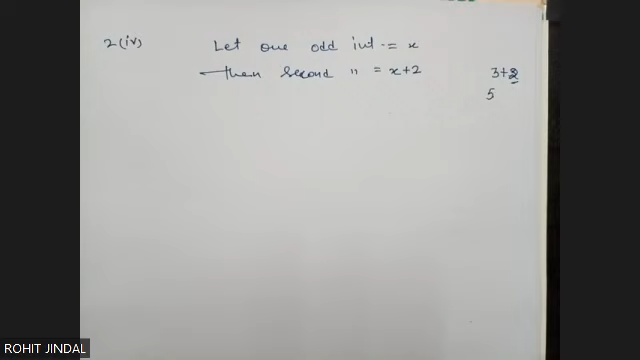 2(iv) Let one odd int.= x
Then second " = x+2
3+2
5
ROHIT JINDAL